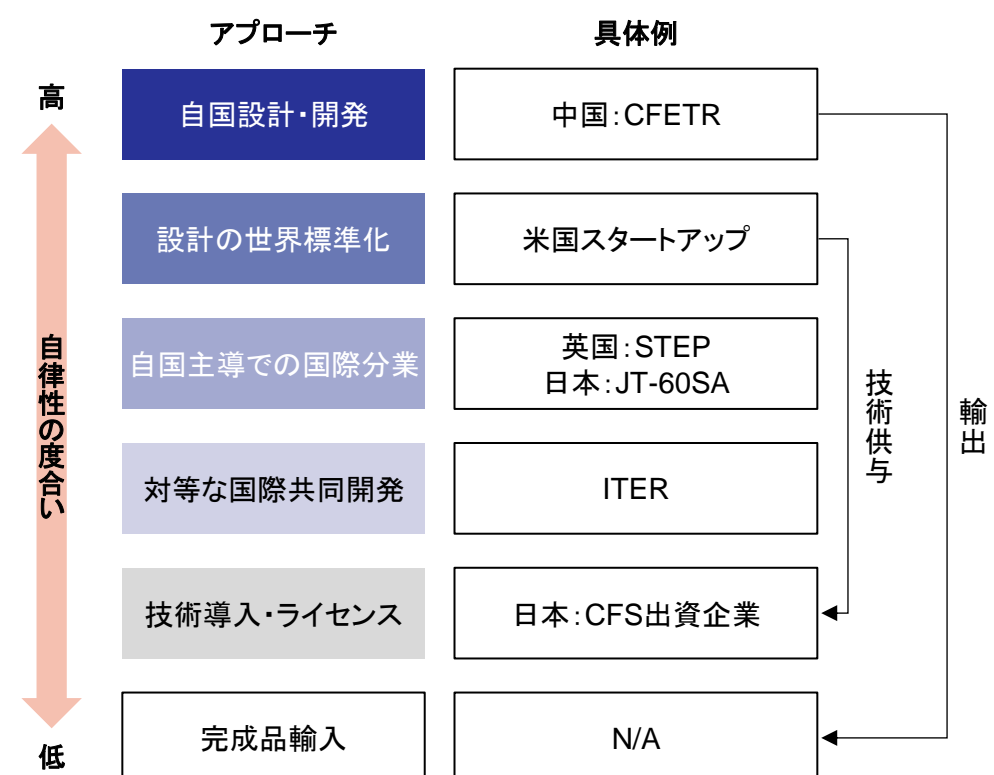 アプローチ
具体例
高
自国設計・開発
中国：CFETR
設計の世界標準化
米国スタートアップ
自国主導での国際分業
英国：STEP
日本：JT-60SA
対等な国際共同開発
ITER
技術導入・ライセンス
日本：CFS出資企業
完成品輸入
N/A
低
自律性の度合い
技術供与
輸出